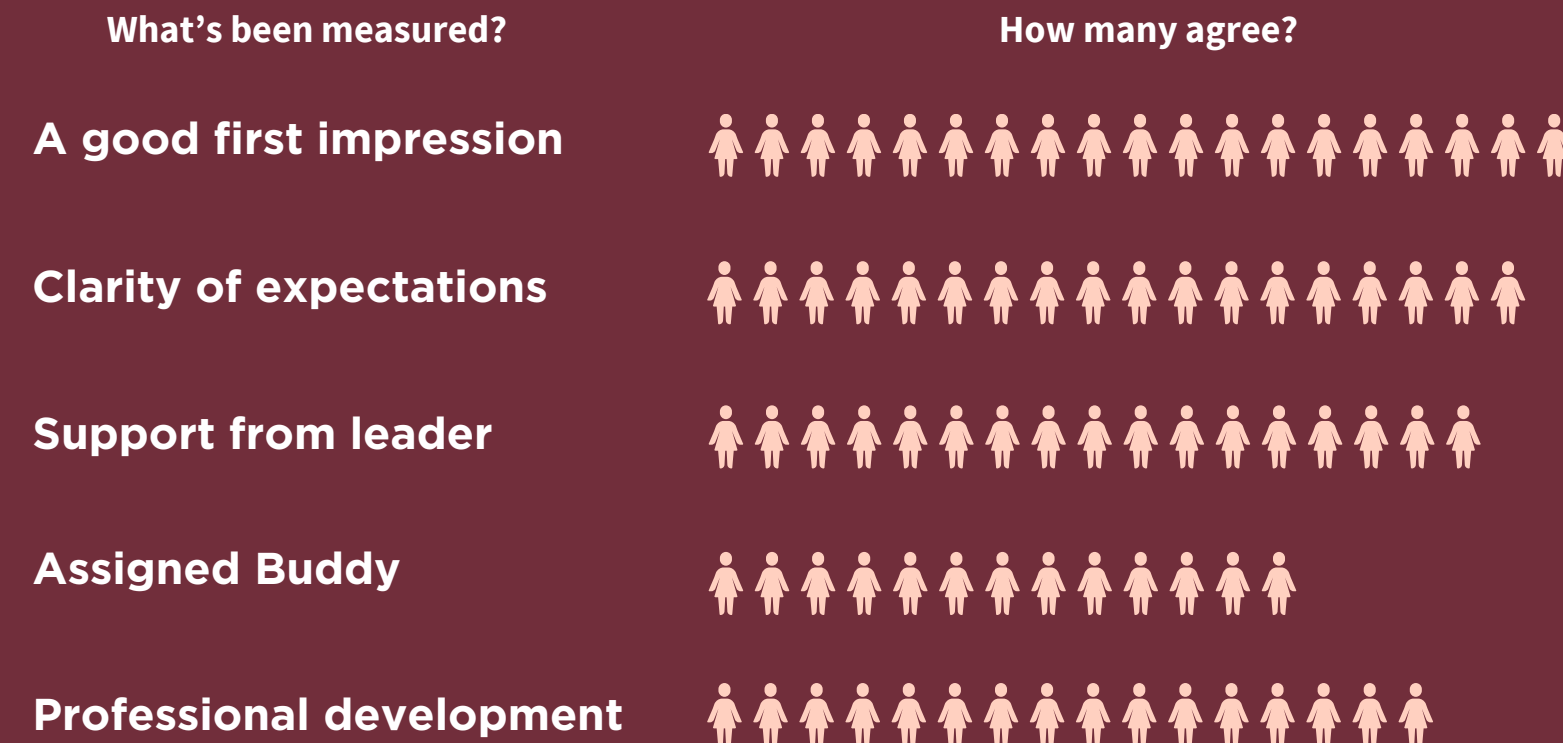 What’s been measured?
How many agree?
A good first impression
Clarity of expectations
Support from leader
Assigned Buddy
Professional development